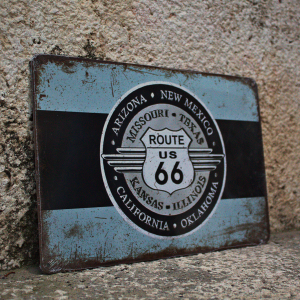 ARIZONA • NEW MEXICO
MISSOURI • TEXAS
ROUTE
US
66
KANSAS • ILLINOIS
CALIFORNIA • OKLAHOMA